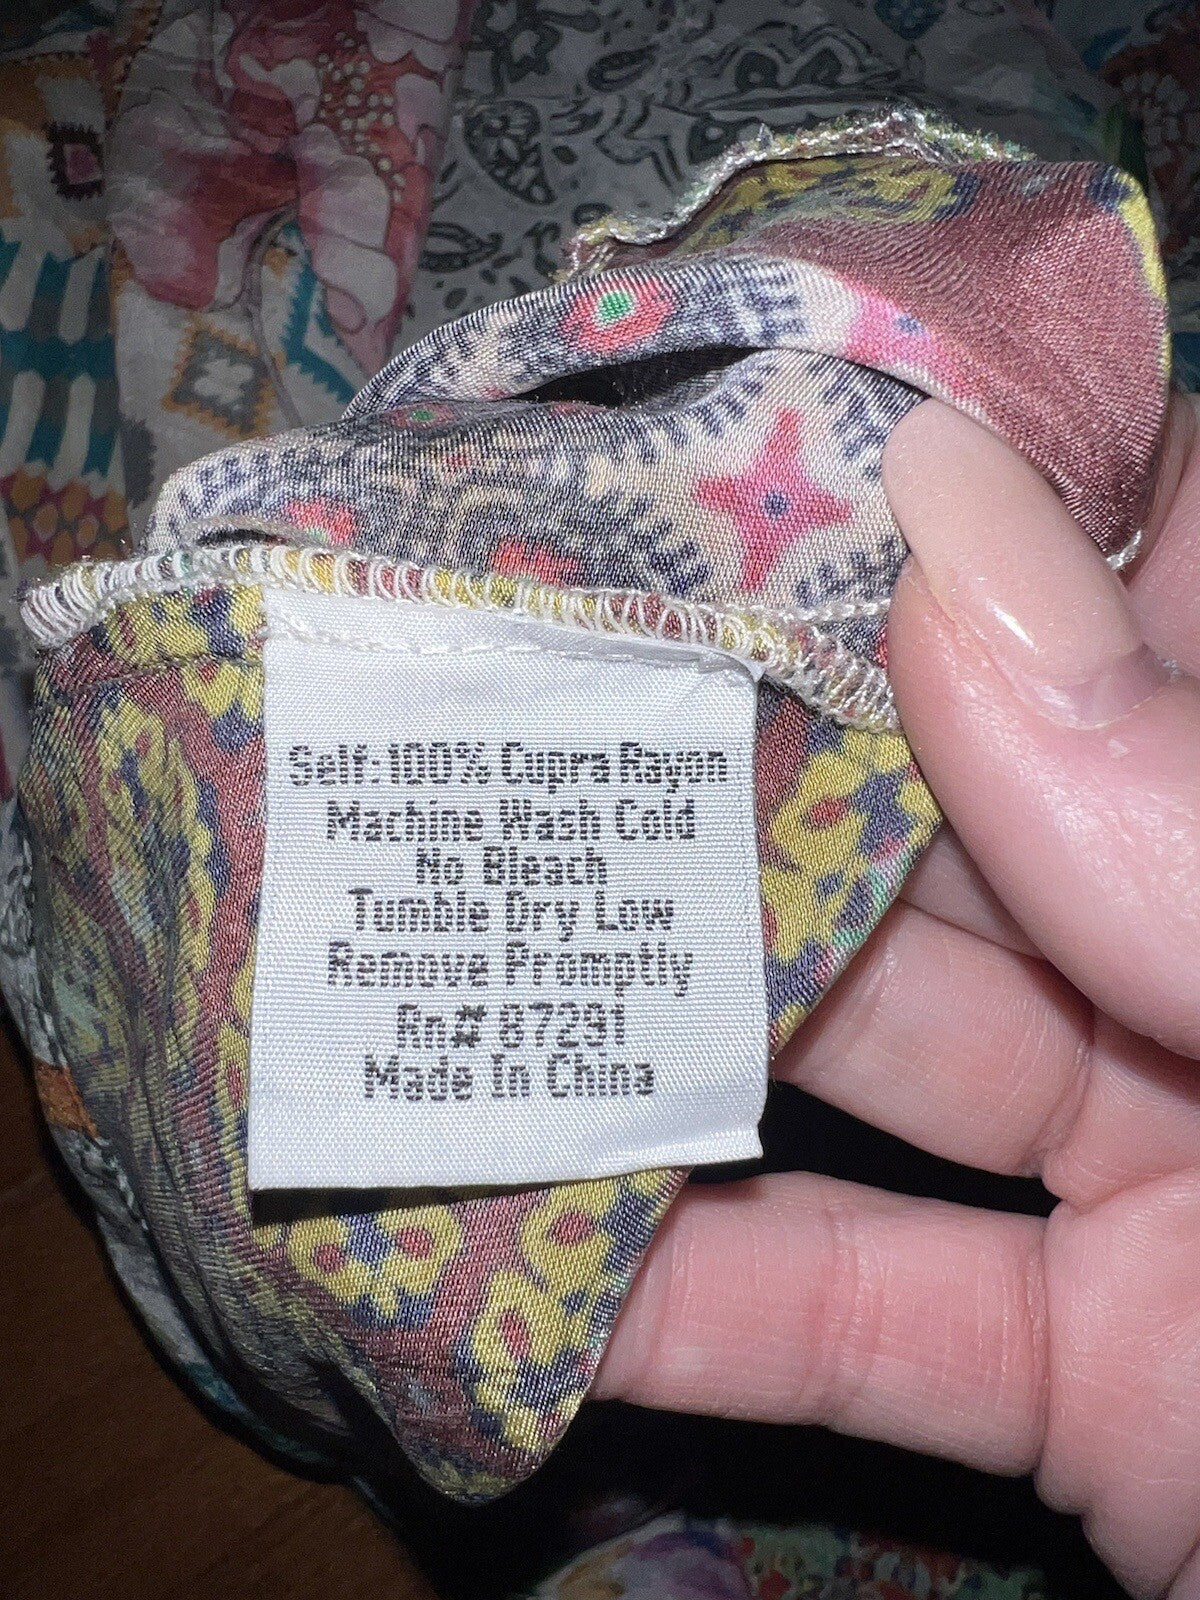 Self: 100% Cupra Rayon
Machine Wash Cold
No Bleach
Tumble Dry Low
Remove Promptly
Rn# 87291
Made In China